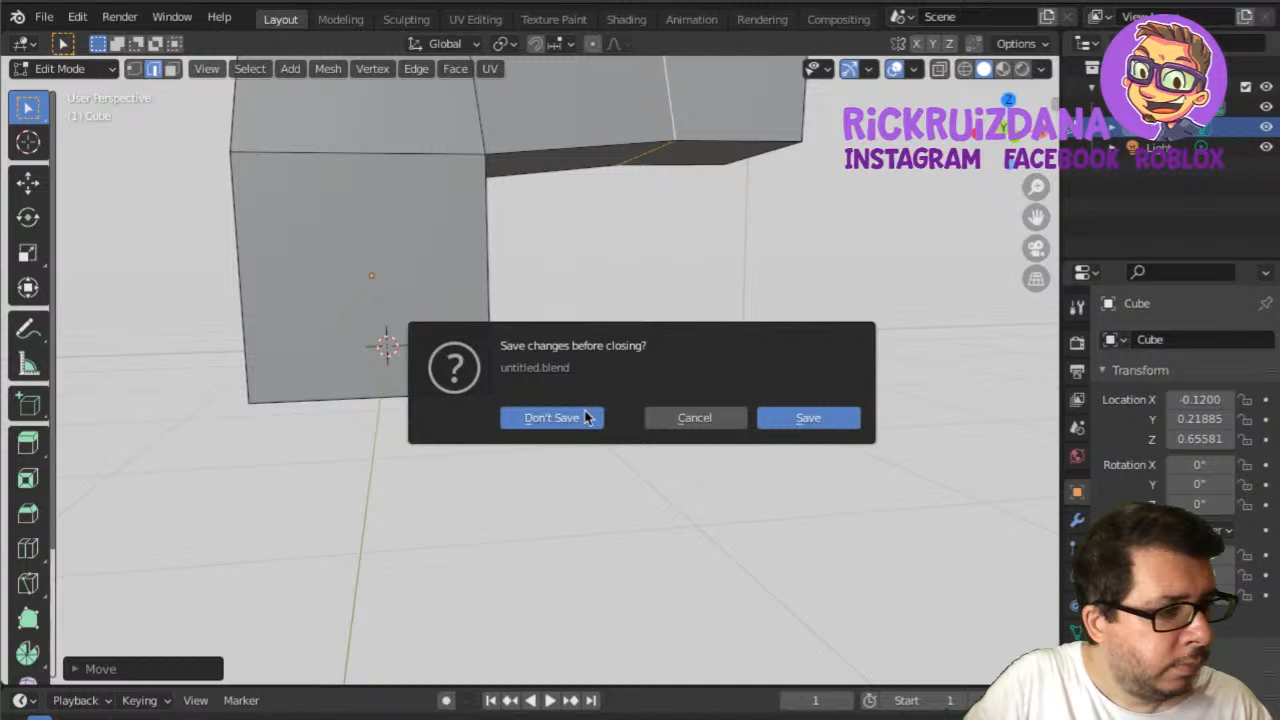 File Edit Render Window Help Layout Modeling Sculpting UV Editing Texture Paint Shading Animation Rendering Compositing Scene
Global X Y Z Options
Edit Mode View Select Add Mesh Vertex Edge Face UV
User Perspective
(1) Cube
Z
RiCKRUiZDANA
INSTAGRAM FACEBOOK ROBLOX
Light
Cube
Save changes before closing?
untitled.blend
Cube
Transform
Don't Save Cancel Save
Location X -0.1200
Y 0.21885
Z 0.65581
Rotation X 0°
Y 0°
0°
Move
Playback Keying View Marker 1 Start 1